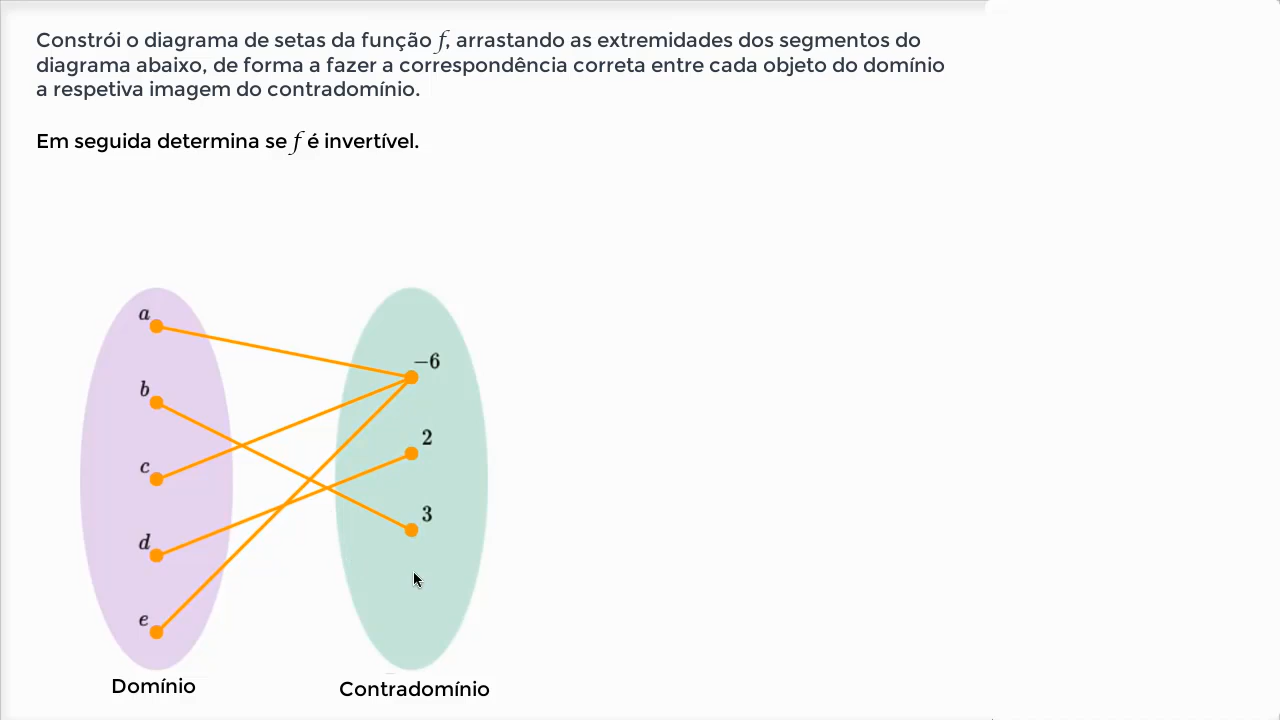 Constrói o diagrama de setas da função f, arrastando as extremidades dos segmentos do
diagrama abaixo, de forma a fazer a correspondência correta entre cada objeto do domínio
a respetiva imagem do contradomínio.
Em seguida determina se f é invertível.
a
−6
b
2
c
3
d
e
Domínio
Contradomínio